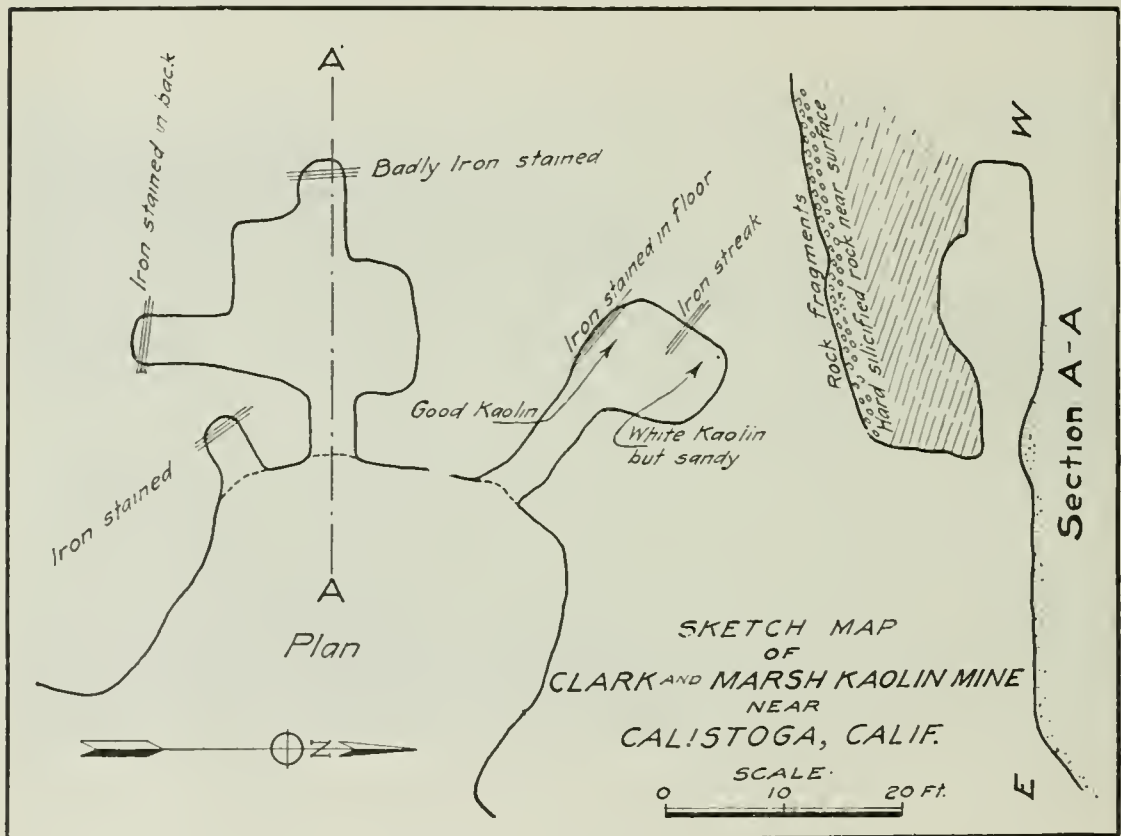 A
Iron stained in back
Badly Iron stained
Iron stained in floor
Iron streak
Good Kaolin
White Kaolin
but sandy
Iron stained
A
Plan
N
Rock fragments
Hard silicified rock near surface
W
Section A-A
E
SKETCH MAP
OF
CLARK AND MARSH KAOLIN MINE
NEAR
CALISTOGA, CALIF.
SCALE.
0 10 20 Ft.